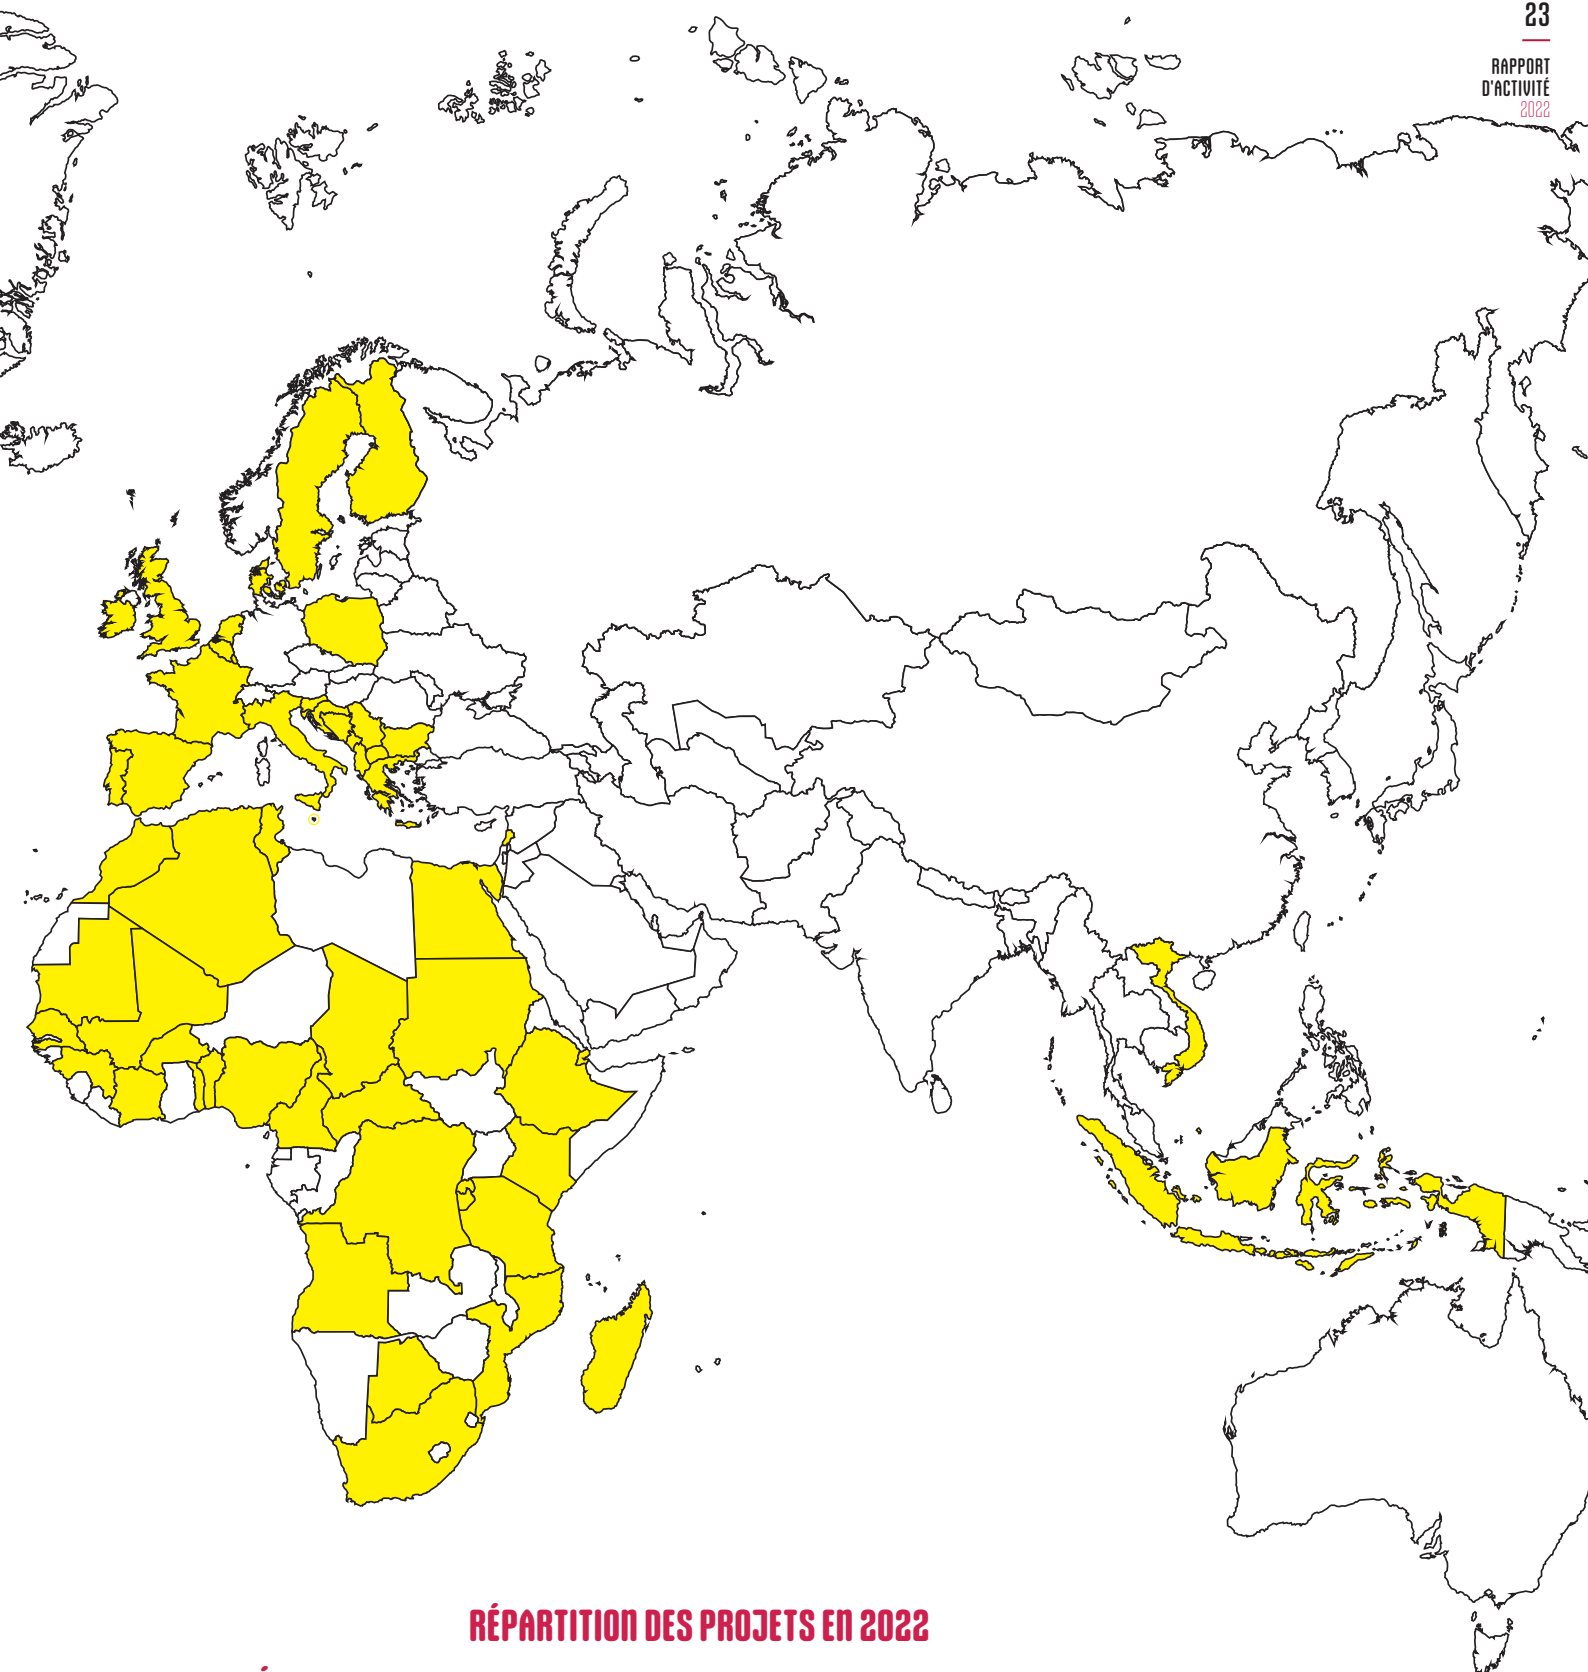 23
RAPPORT
D'ACTIVITÉ
2022
RÉPARTITION DES PROJETS EN 2022